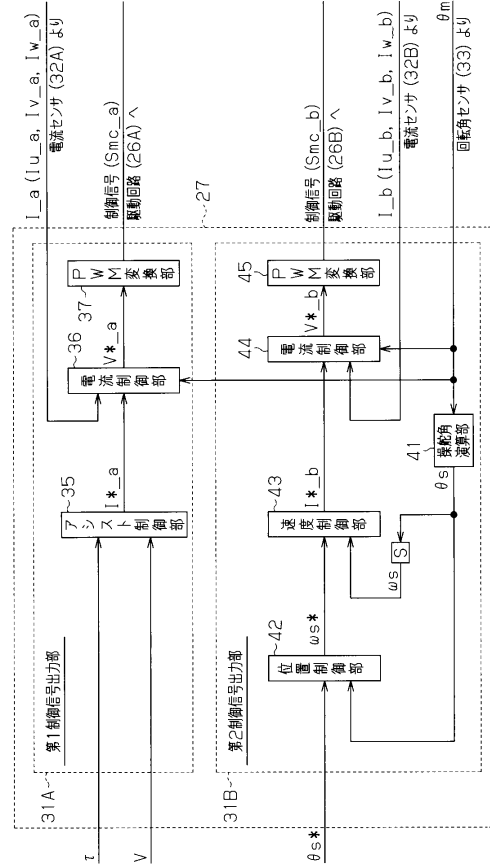 I_a (Iu_a, Iv_a, Iw_a)
電流センサ (32A) より
制御信号 (Smc_a)
駆動回路 (26A) へ
27
31A
第1制御信号出力部
τ
V
35
アシスト制御部
I*_a
36
電流制御部
V*_a
37
PWM変換部
31B
第2制御信号出力部
θs*
42
位置制御部
ωs*
43
速度制御部
I*_b
44
電流制御部
V*_b
45
PWM変換部
制御信号 (Smc_b)
駆動回路 (26B) へ
I_b (Iu_b, Iv_b, Iw_b)
電流センサ (32B) より
ωs
S
θs
41
操舵角
演算部
θm
回転角センサ (33) より